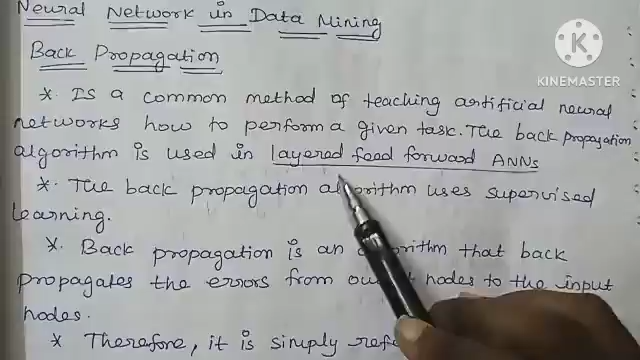 Neural Network in Data Mining
Back Propagation
K
KINEMASTER
* Is a common method of teaching artificial neural
networks how to perform a given task. The back propagation
algorithm is used in layered feed forward ANNs
* The back propagation algorithm uses supervised
learning.
* Back propagation is an algorithm that back
propagates the errors from output nodes to the input
nodes.
* Therefore, it is simply